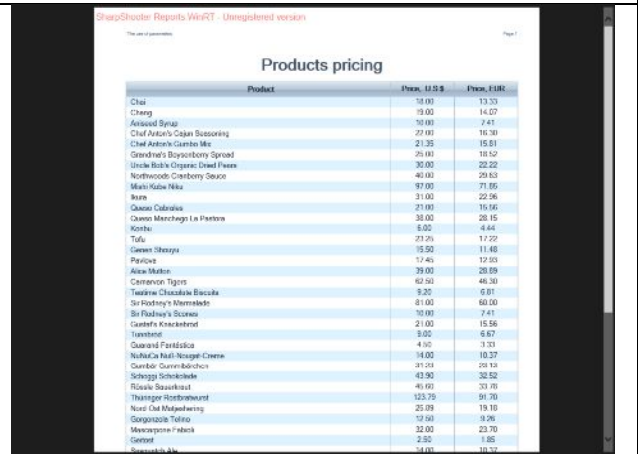 SharpShooter Reports WinRT - Unregistered version
The use of parameters
Page 1
Products pricing
Product Price, U.S $ Price, EUR
Chai 18.00 13.33
Chang 19.00 14.07
Aniseed Syrup 10.00 7.41
Chef Anton's Cajun Seasoning 22.00 16.30
Chef Anton's Gumbo Mix 21.35 15.81
Grandma's Boysenberry Spread 25.00 18.52
Uncle Bob's Organic Dried Pears 30.00 22.22
Northwoods Cranberry Sauce 40.00 29.63
Mishi Kobe Niku 97.00 71.85
Ikura 31.00 22.96
Queso Cabrales 21.00 15.56
Queso Manchego La Pastora 38.00 28.15
Konbu 6.00 4.44
Tofu 23.25 17.22
Genen Shouyu 15.50 11.48
Pavlova 17.45 12.93
Alice Mutton 39.00 28.89
Carnarvon Tigers 62.50 46.30
Teatime Chocolate Biscuits 9.20 6.81
Sir Rodney's Marmalade 81.00 60.00
Sir Rodney's Scones 10.00 7.41
Gustaf's Knäckebröd 21.00 15.56
Tunnbröd 9.00 6.67
Guaraná Fantástica 4.50 3.33
NuNuCa Nuß-Nougat-Creme 14.00 10.37
Gumbär Gummibärchen 31.23 23.13
Schoggi Schokolade 43.90 32.52
Rössle Sauerkraut 45.60 33.78
Thüringer Rostbratwurst 123.79 91.70
Nord-Ost Matjeshering 25.89 19.18
Gorgonzola Telino 12.50 9.26
Mascarpone Fabioli 32.00 23.70
Geitost 2.50 1.85
Sasquatch Ale 14.00 10.37